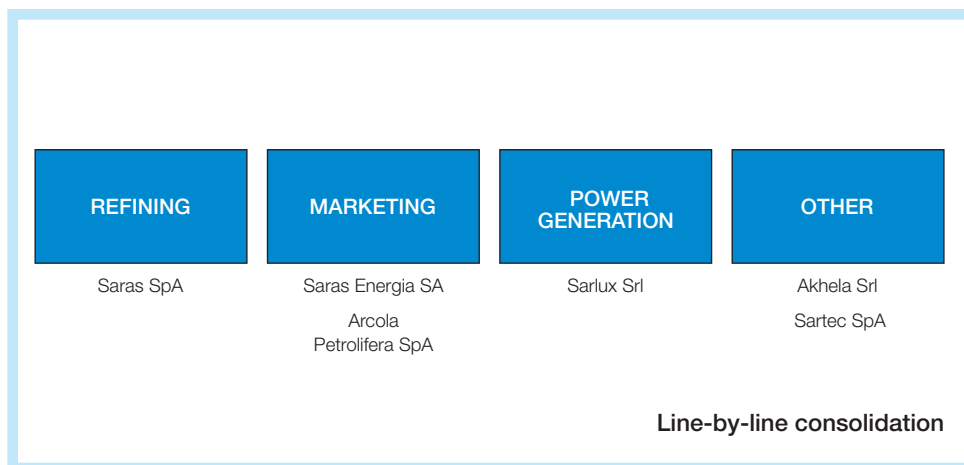 REFINING
Saras SpA
MARKETING
Saras Energia SA
Arcola
Petrolifera SpA
POWER
GENERATION
Sarlux Srl
OTHER
Akhela Srl
Sartec SpA
Line-by-line consolidation